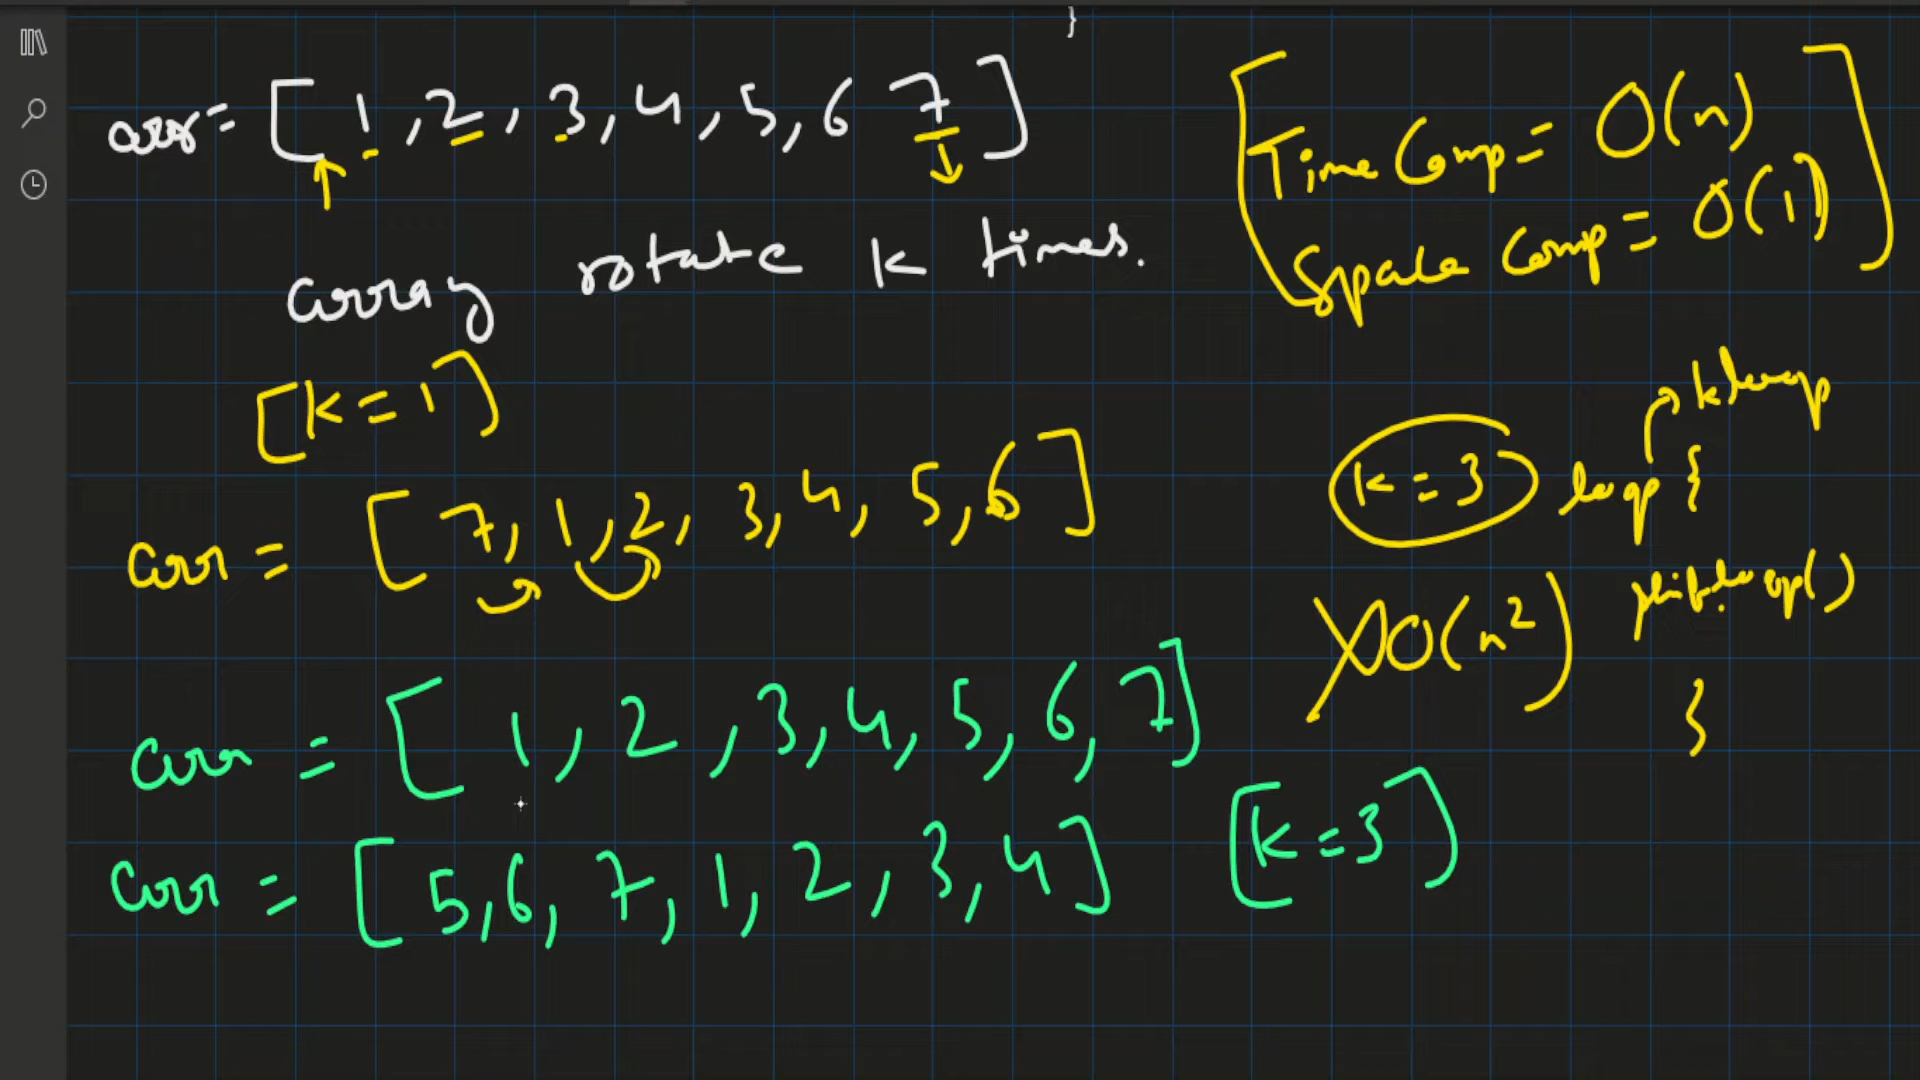 }
arr = [ 1 , 2 , 3 , 4 , 5 , 6 7 ]
Time Comp = O(n)
Space Comp = O(1)
array rotate k times.
[k = 1]
arr = [ 7, 1, 2, 3, 4, 5, 6 ]
k loop
k = 3 loop {
O(n²)
}
arr = [ 1, 2, 3, 4, 5, 6, 7 ]
arr = [ 5, 6, 7, 1, 2, 3, 4 ] [k = 3]